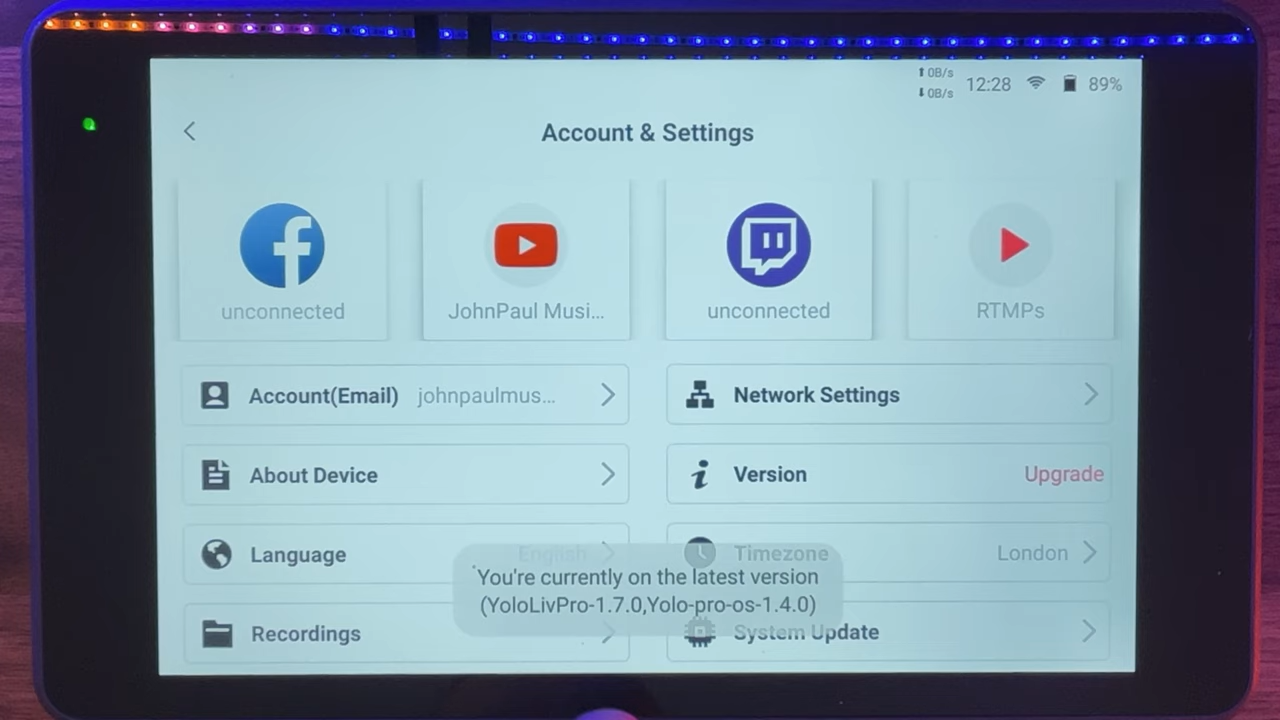 0B/s
0B/s
12:28
89%
Account & Settings
unconnected
JohnPaul Musi...
unconnected
RTMPs
Account(Email) johnpaulmus...
Network Settings
About Device
Version Upgrade
Language English
Timezone London
You're currently on the latest version
(YoloLivPro-1.7.0,Yolo-pro-os-1.4.0)
Recordings
System Update